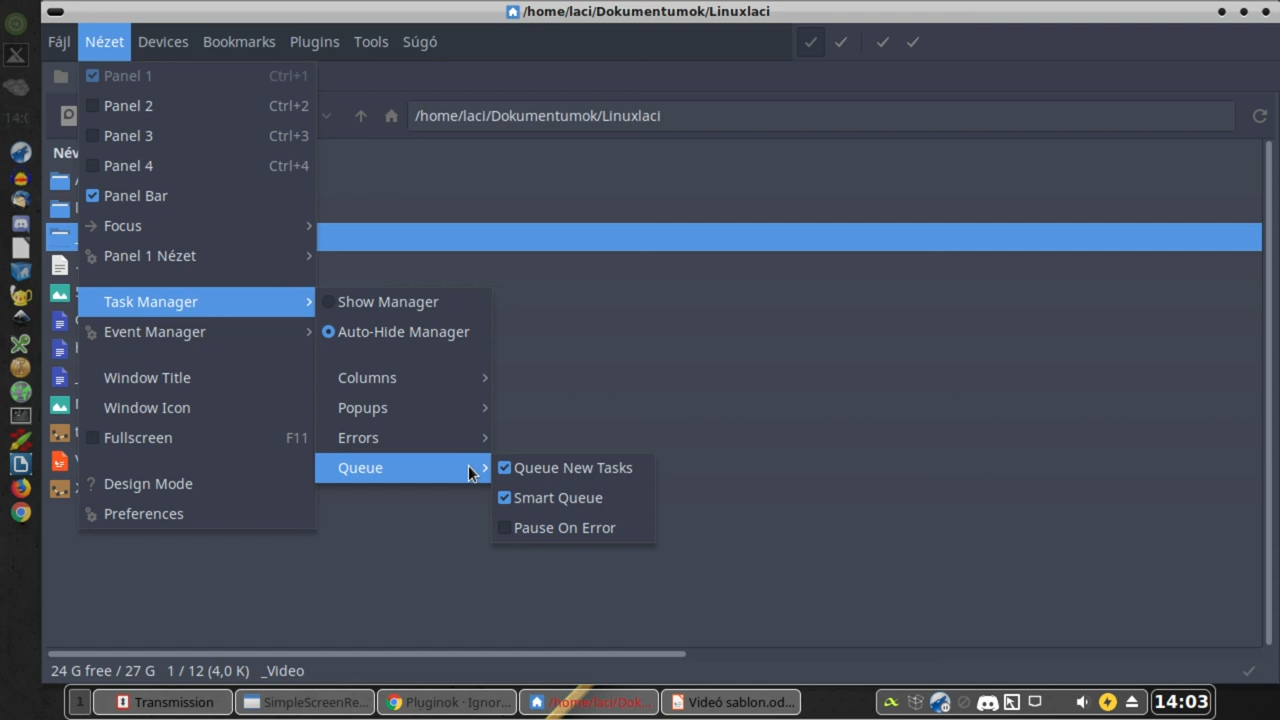 /home/laci/Dokumentumok/Linuxlaci
Fájl Nézet Devices Bookmarks Plugins Tools Súgó
Panel 1 Ctrl+1
Panel 2 Ctrl+2
/home/laci/Dokumentumok/Linuxlaci
Panel 3 Ctrl+3
Név
Panel 4 Ctrl+4
Panel Bar
Focus
Panel 1 Nézet
Task Manager
Show Manager
Event Manager
Auto-Hide Manager
Window Title
Columns
Window Icon
Popups
Fullscreen F11
Errors
Queue
Queue New Tasks
Design Mode
Smart Queue
Preferences
Pause On Error
24 G free / 27 G 1 / 12 (4,0 K) _Video
1 Transmission SimpleScreenRe... Pluginok - Ignor... /home/laci/Dok... Videó sablon.od... 14:03